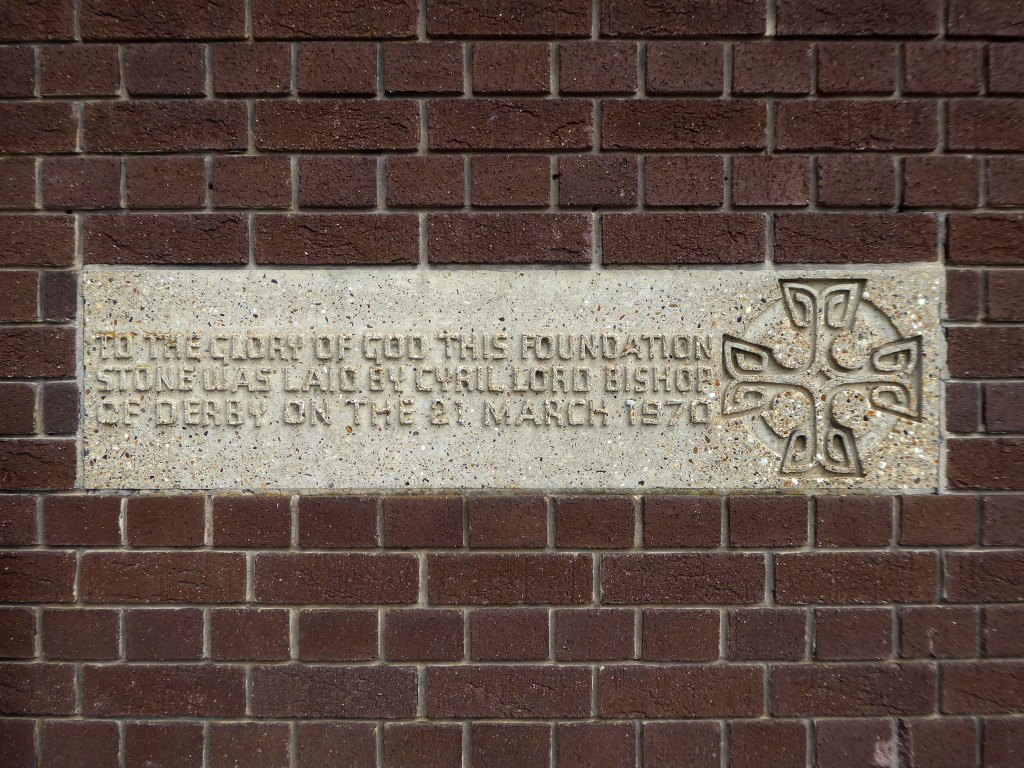 TO THE GLORY OF GOD THIS FOUNDATION
STONE WAS LAID BY CYRIL LORD BISHOP
OF DERBY ON THE 21 MARCH 1970